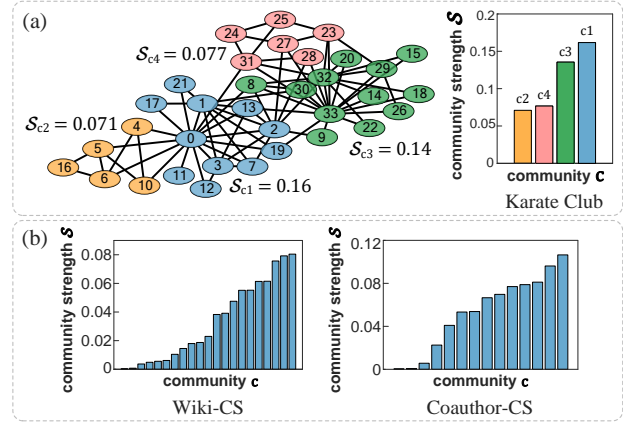 (a)
25
24
23
27
20
15
𝒮c4 = 0.077
31
28
32
29
21
8
30
14
18
17
1
13
33
26
𝒮c2 = 0.071
4
2
22
0
9
5
19
𝒮c3 = 0.14
16
3
7
6
10
11
𝒮c1 = 0.16
12
community strength 𝓢
0.2
0.15
0.1
0.05
0
c2
c4
c3
c1
community c
Karate Club
(b)
community strength 𝓢
0.08
0.06
0.04
0.02
0
community c
Wiki-CS
community strength 𝓢
0.12
0.08
0.04
0
community c
Coauthor-CS